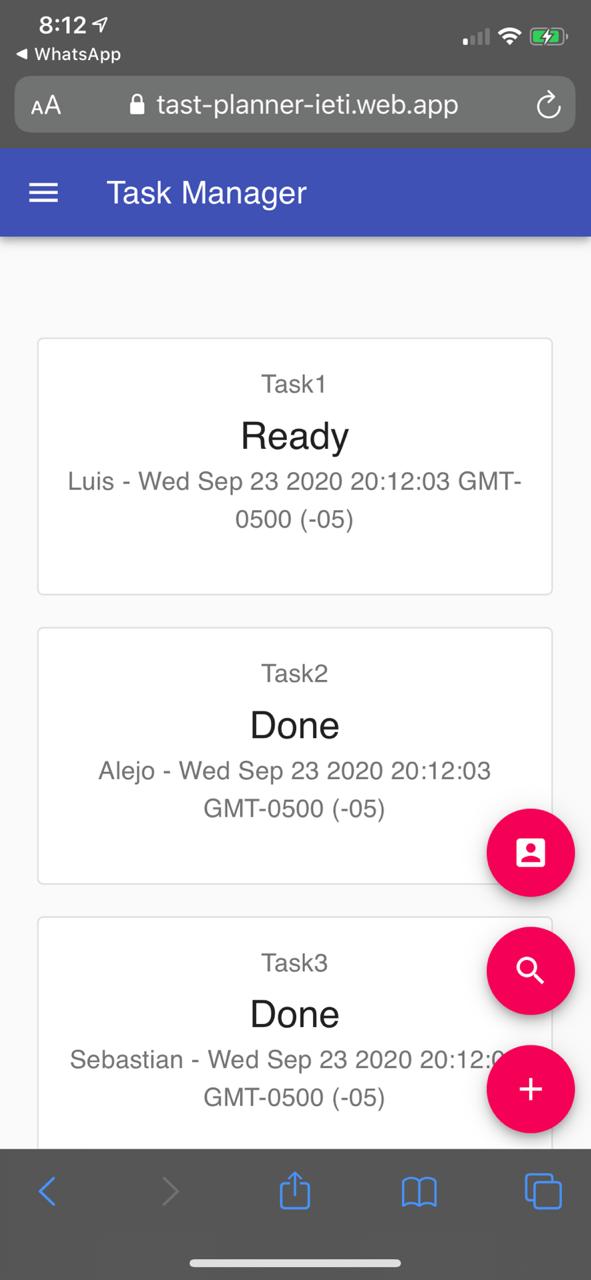 8:12
◀ WhatsApp
AA tast-planner-ieti.web.app
Task Manager
Task1
Ready
Luis - Wed Sep 23 2020 20:12:03 GMT-
0500 (-05)
Task2
Done
Alejo - Wed Sep 23 2020 20:12:03
GMT-0500 (-05)
Task3
Done
Sebastian - Wed Sep 23 2020 20:12:0
GMT-0500 (-05)